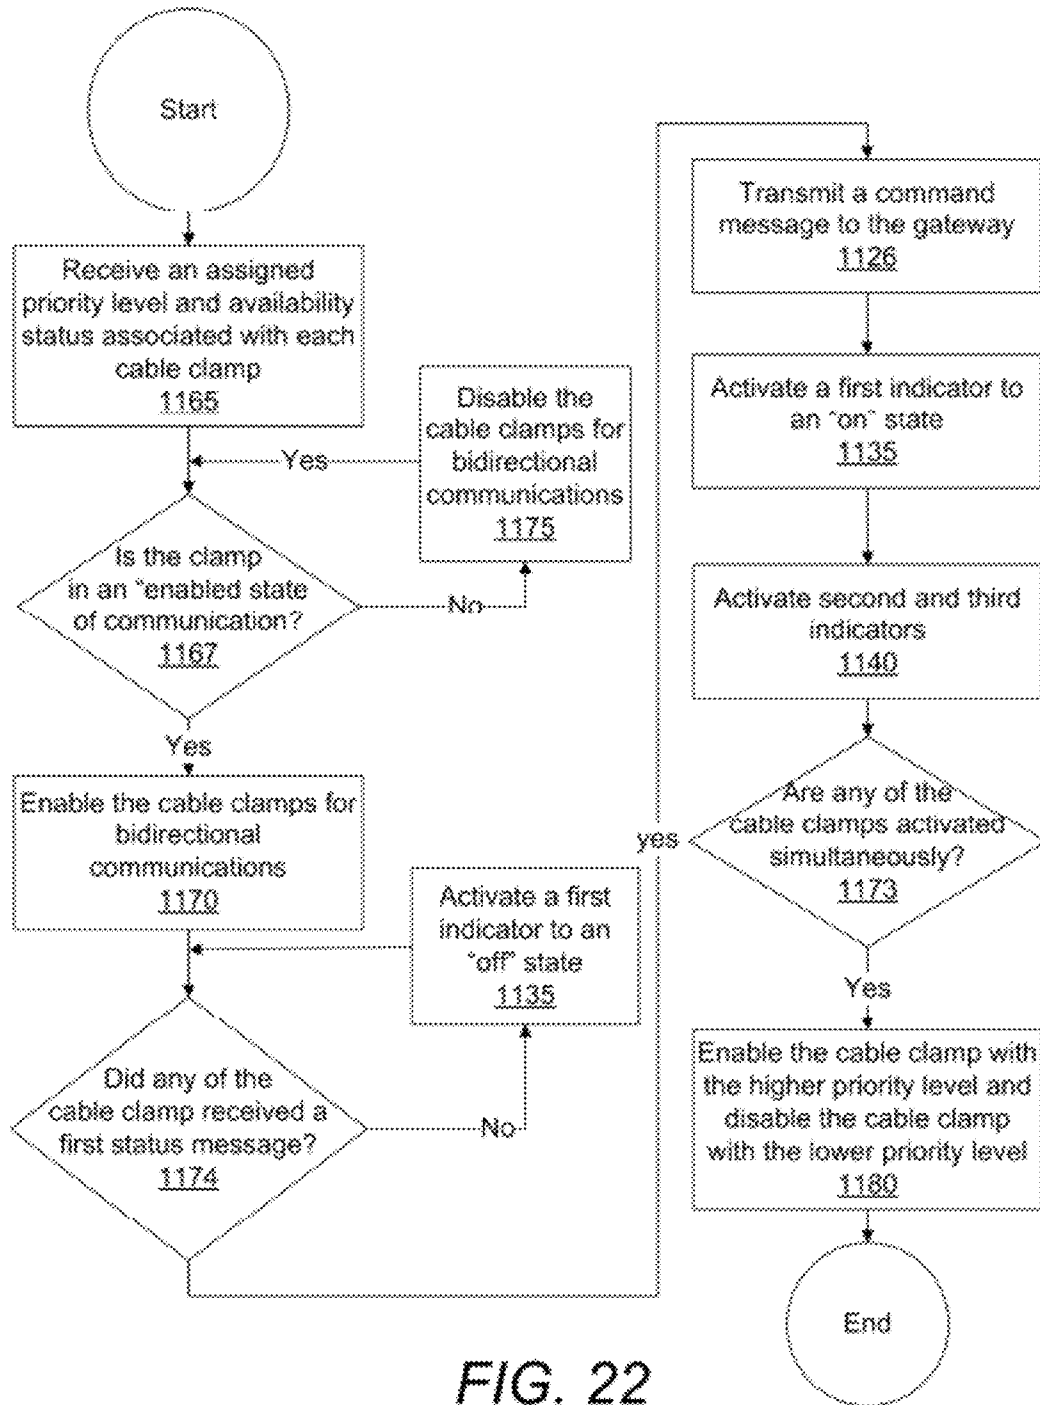 Start
Receive an assigned
priority level and availability
status associated with each
cable clamp
1165
Disable the
cable clamps for
bidirectional
communications
1175
Yes
Is the clamp
in an “enabled state
of communication?
1167
No
Yes
Enable the cable clamps for
bidirectional
communications
1170
Activate a first
indicator to an
“off” state
1135
Did any of the
cable clamp received a
first status message?
1174
No
yes
Transmit a command
message to the gateway
1126
Activate a first indicator to
an “on” state
1135
Activate second and third
indicators
1140
Are any of the
cable clamps activated
simultaneously?
1173
Yes
Enable the cable clamp with
the higher priority level and
disable the cable clamp
with the lower priority level
1180
End
FIG. 22